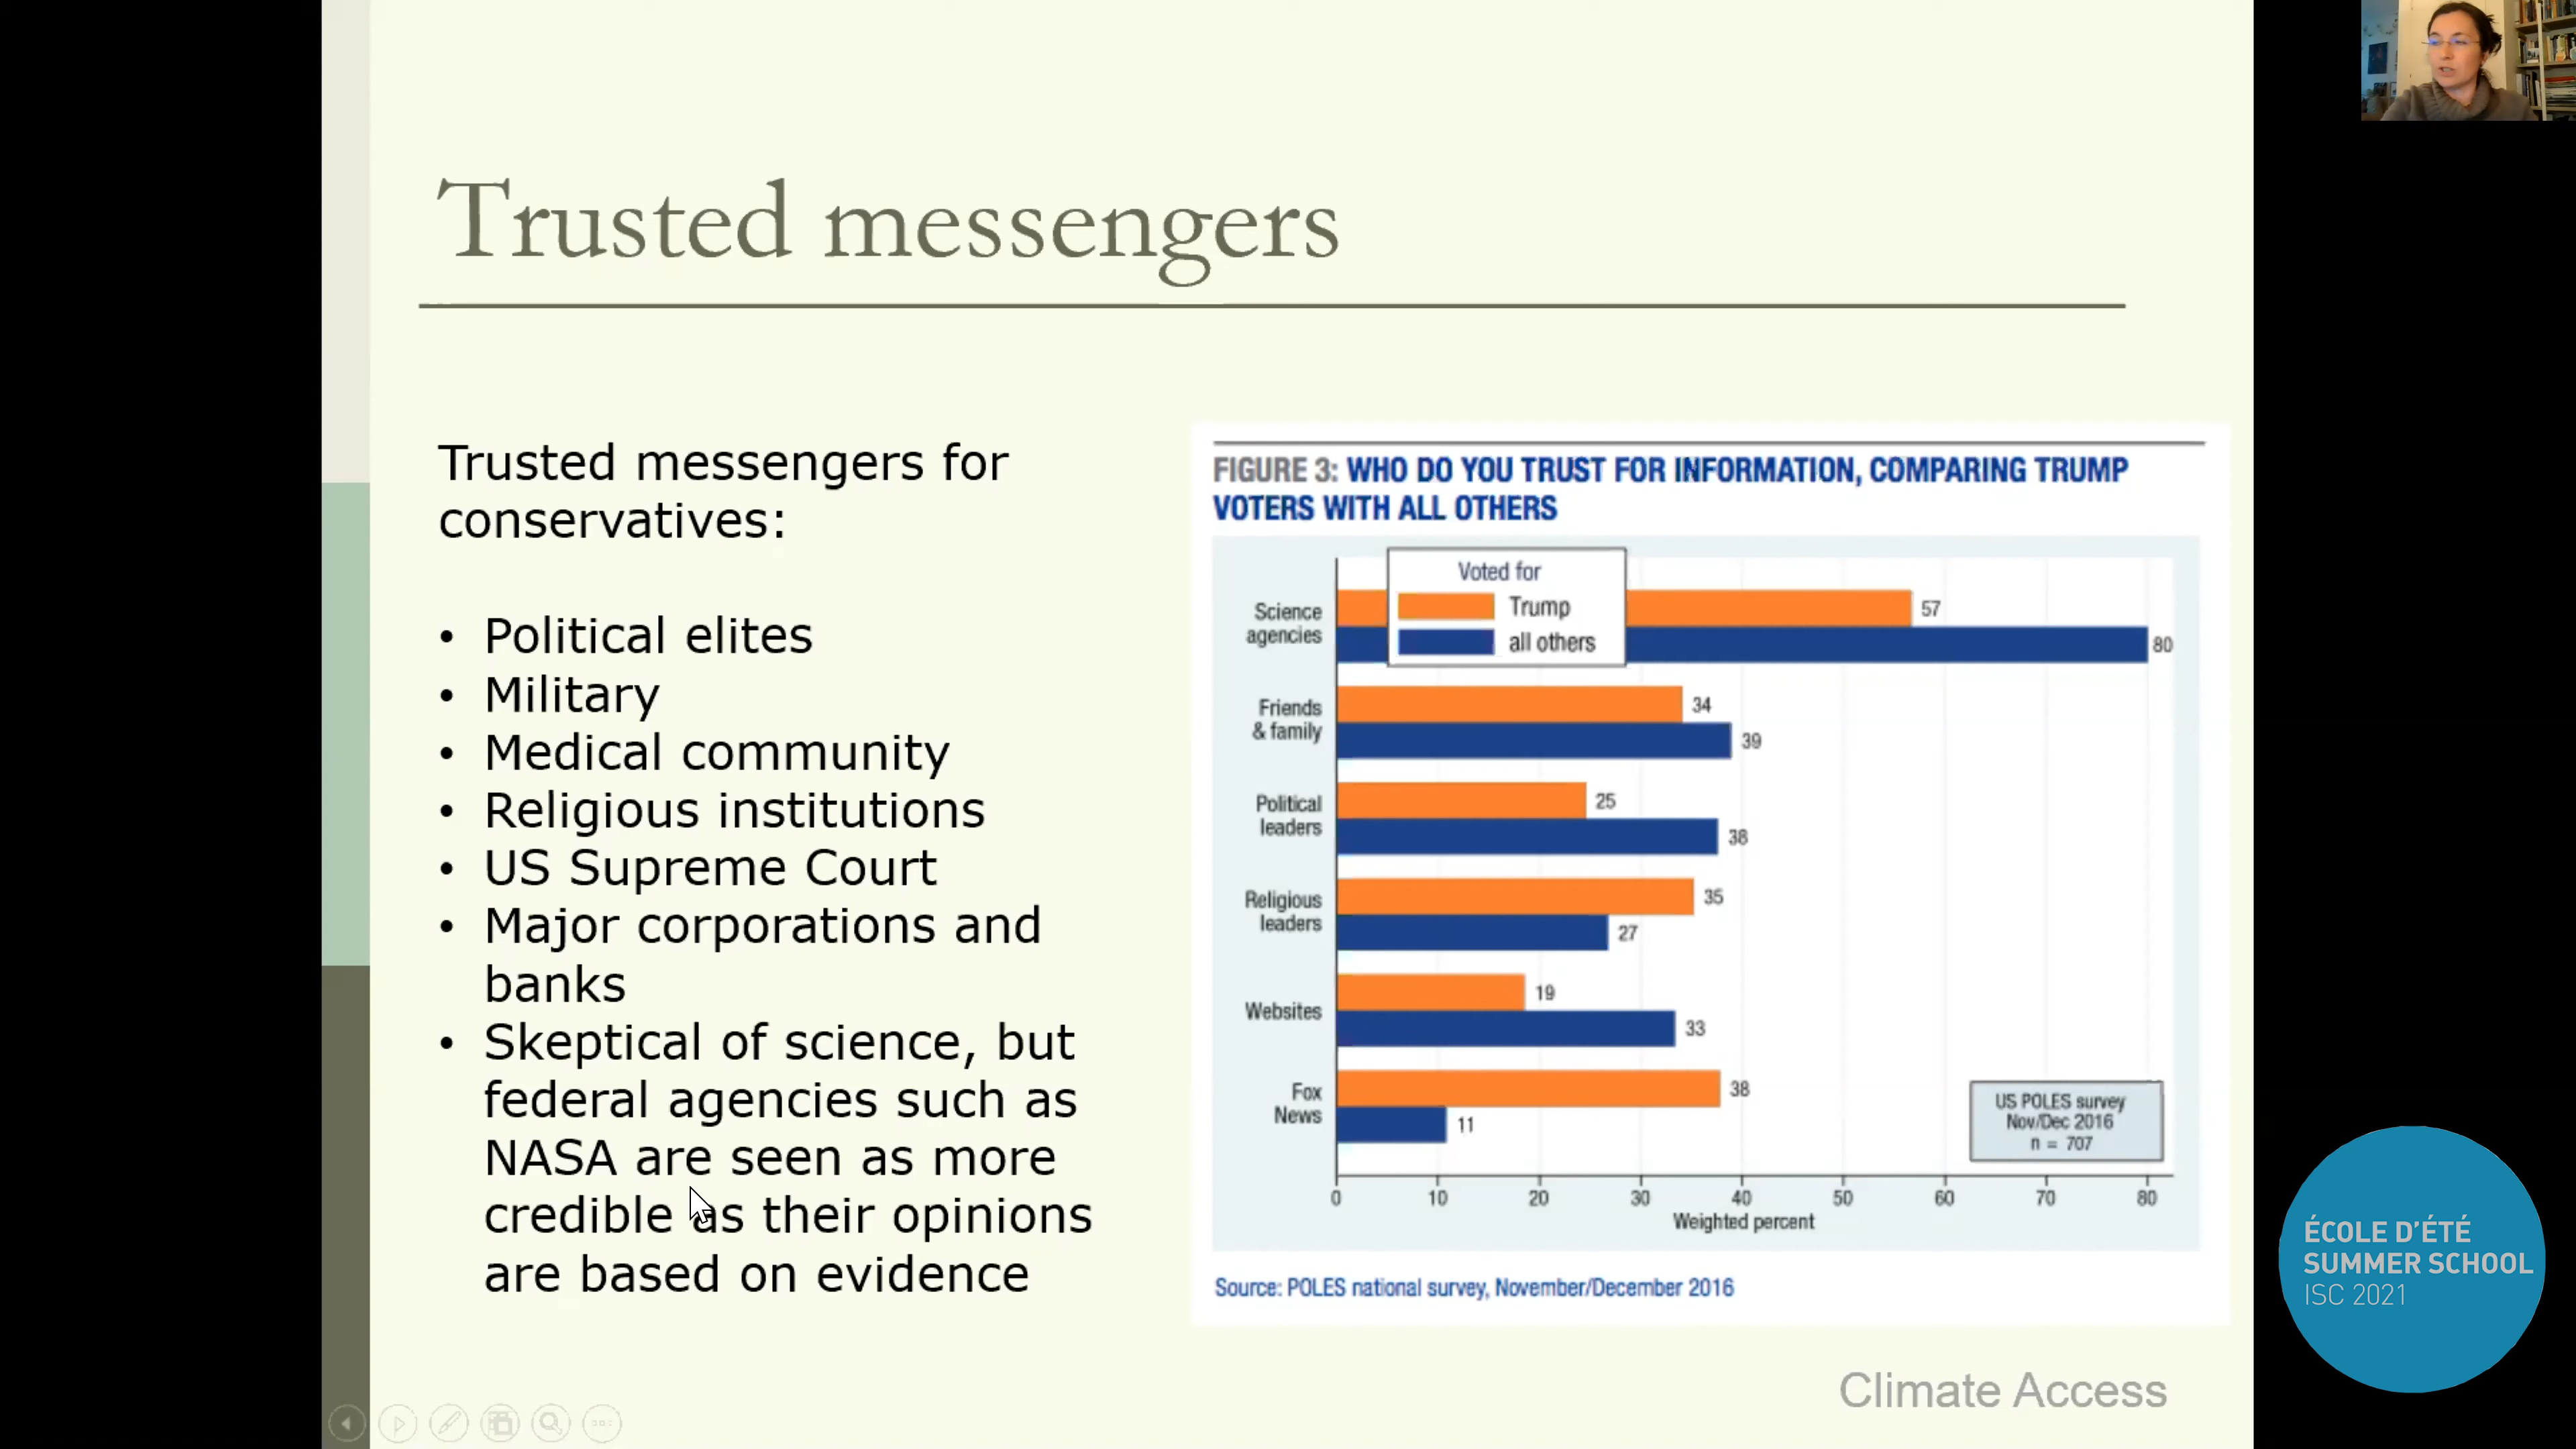 Trusted messengers
Trusted messengers for
conservatives:
• Political elites
• Military
• Medical community
• Religious institutions
• US Supreme Court
• Major corporations and
banks
• Skeptical of science, but
federal agencies such as
NASA are seen as more
credible as their opinions
are based on evidence
FIGURE 3: WHO DO YOU TRUST FOR INFORMATION, COMPARING TRUMP
VOTERS WITH ALL OTHERS
Voted for
Trump
all others
Science
agencies
57
80
Friends
& family
34
39
Political
leaders
25
38
Religious
leaders
35
27
Websites
19
33
Fox
News
38
11
US POLES survey
Nov/Dec 2016
n = 707
0 10 20 30 40 50 60 70 80
Weighted percent
Source: POLES national survey, November/December 2016
Climate Access
ÉCOLE D'ÉTÉ
SUMMER SCHOOL
ISC 2021